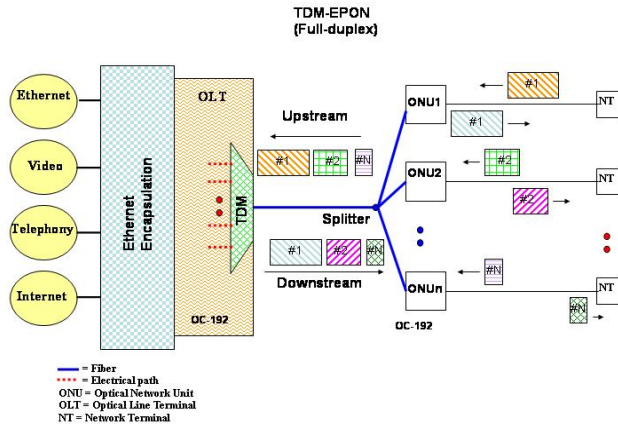 TDM-EPON
(Full-duplex)
Ethernet
Video
Telephony
Internet
Ethernet
Encapsulation
OLT
OC-192
TDM
Upstream
#1
#2
#N
Splitter
#1
#2
#N
Downstream
ONU1
#1
#1
NT
ONU2
#2
#2
NT
ONUn
#N
#N
NT
OC-192
= Fiber
= Electrical path
ONU = Optical Network Unit
OLT = Optical Line Terminal
NT = Network Terminal